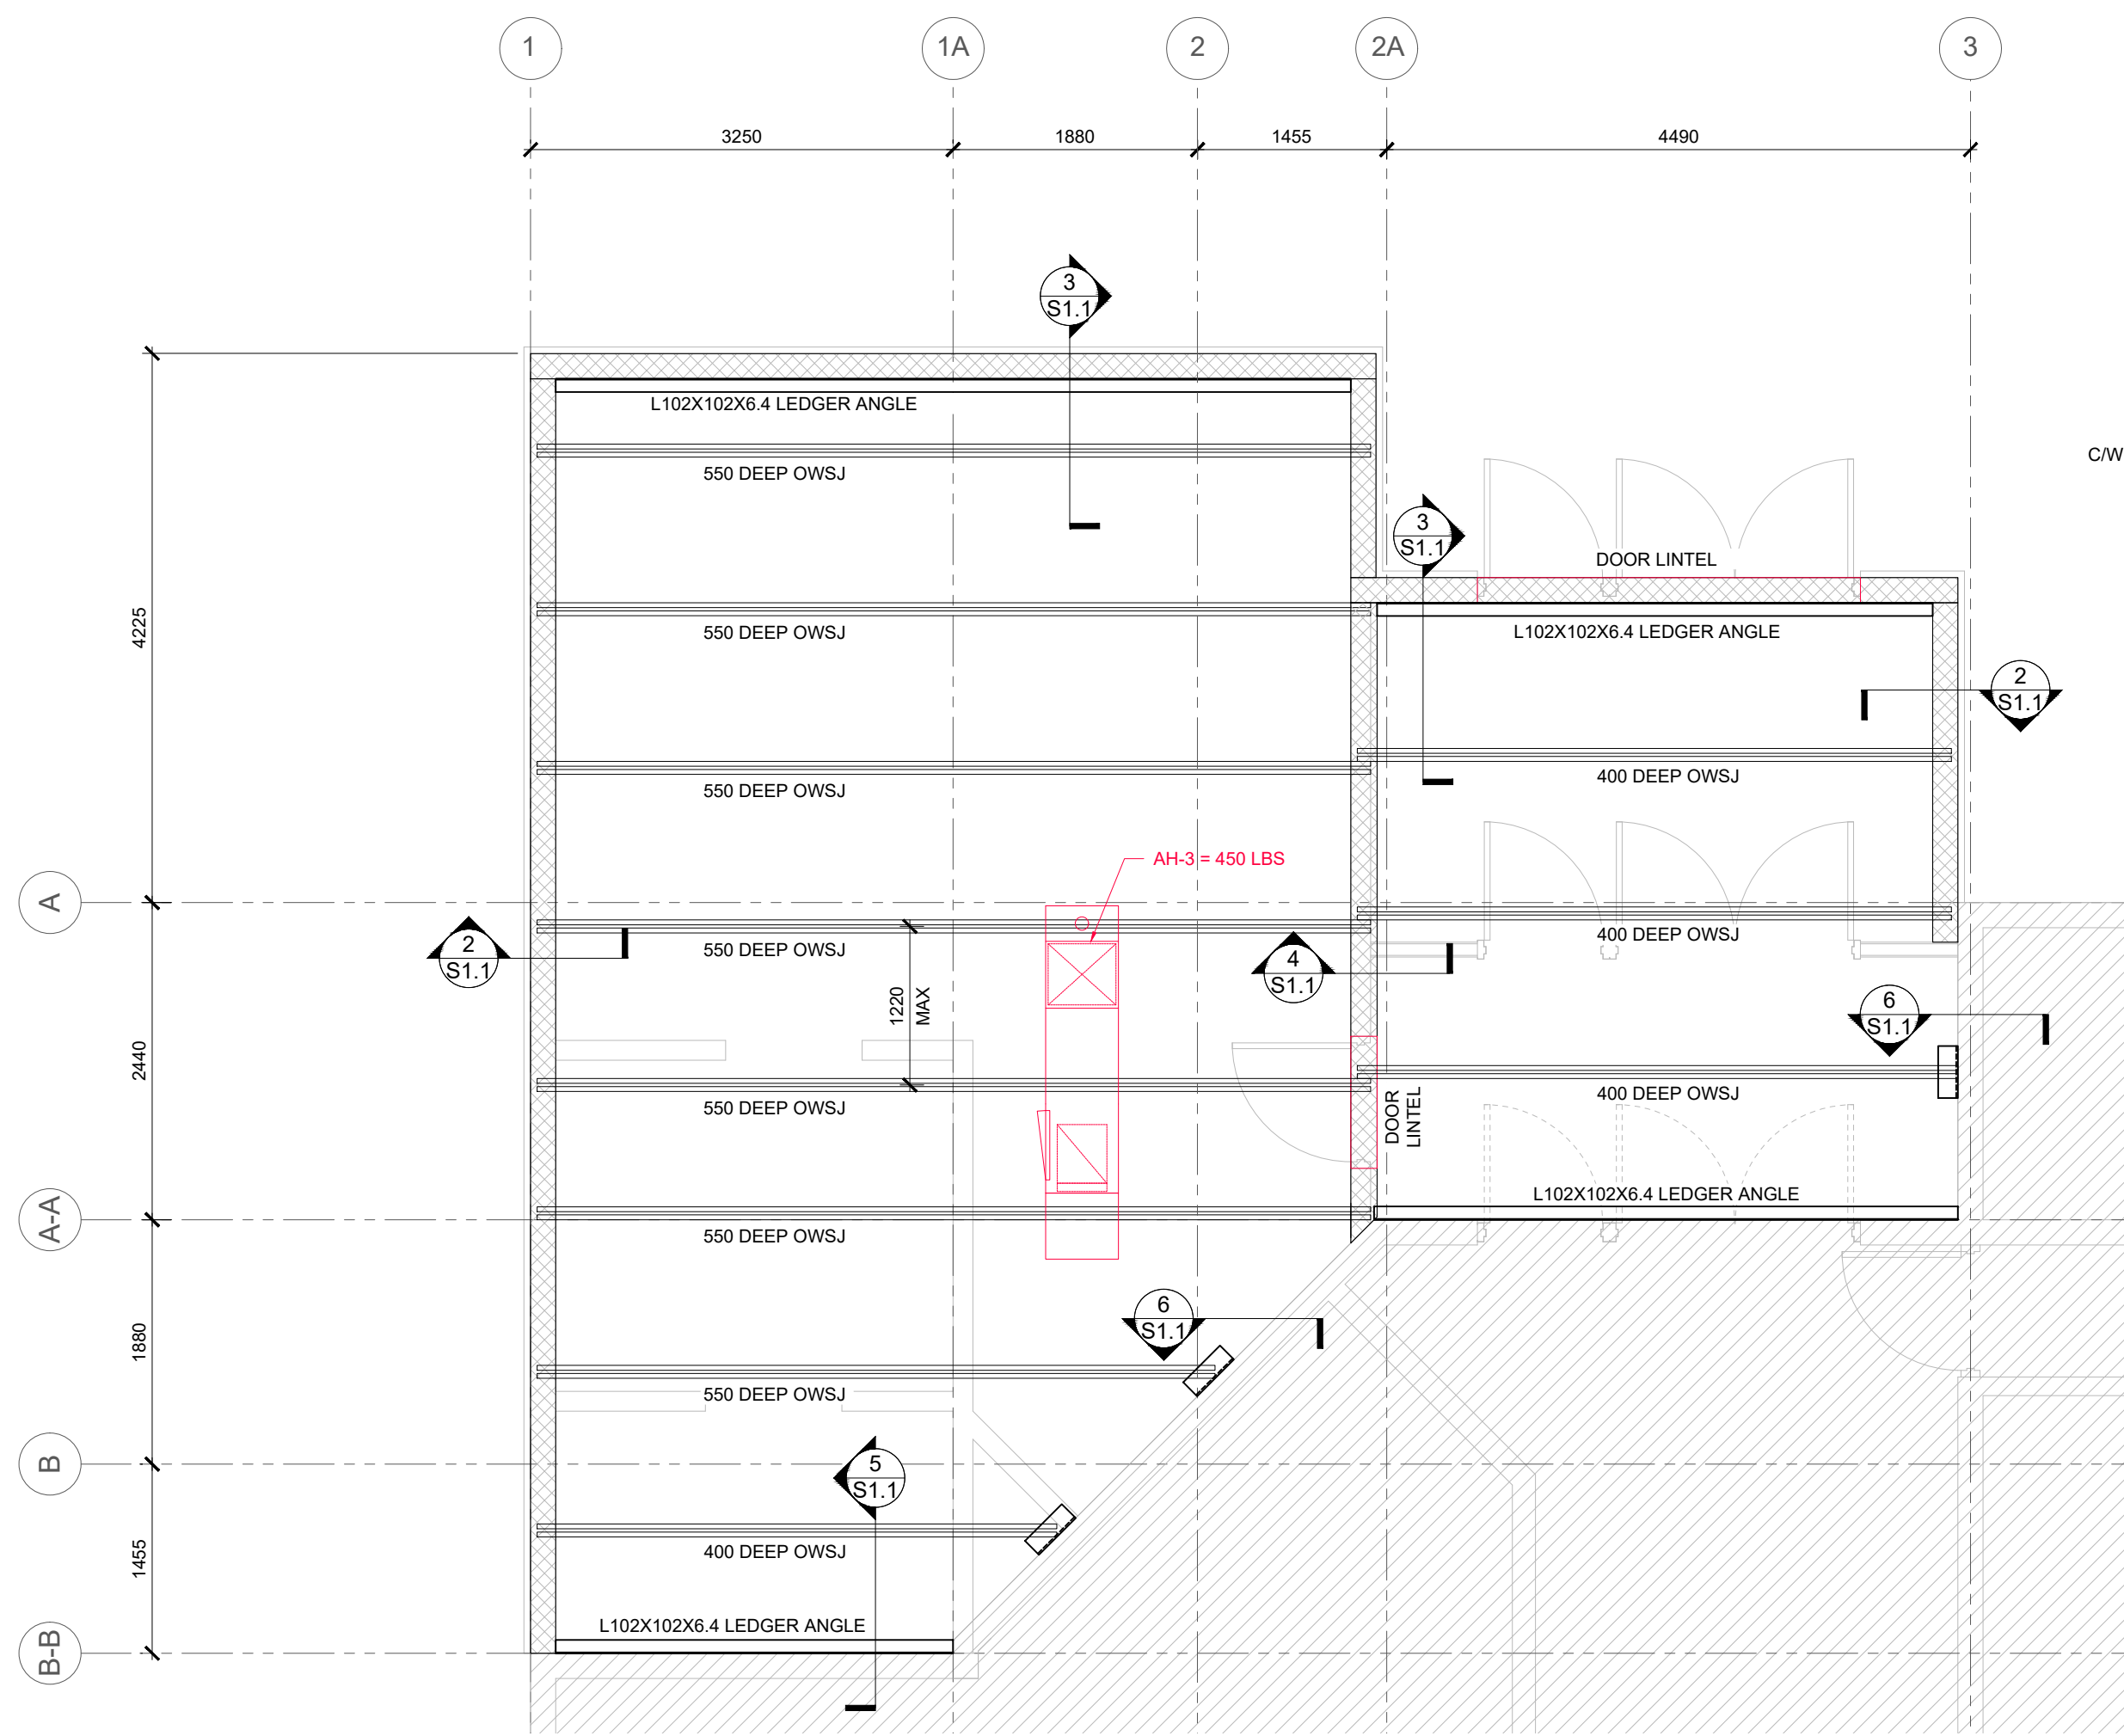 1 1A 2 2A 3
3250 1880 1455 4490
3
S1.1
L102X102X6.4 LEDGER ANGLE
C/W
550 DEEP OWSJ
3
S1.1
DOOR LINTEL
4225
550 DEEP OWSJ
L102X102X6.4 LEDGER ANGLE
2
S1.1
550 DEEP OWSJ
400 DEEP OWSJ
AH-3 = 450 LBS
A
2
S1.1
550 DEEP OWSJ
4
S1.1
400 DEEP OWSJ
1220
MAX
6
S1.1
2440
550 DEEP OWSJ
DOOR
LINTEL
400 DEEP OWSJ
L102X102X6.4 LEDGER ANGLE
A-A
550 DEEP OWSJ
6
S1.1
1880
550 DEEP OWSJ
B
5
S1.1
400 DEEP OWSJ
1455
L102X102X6.4 LEDGER ANGLE
B-B